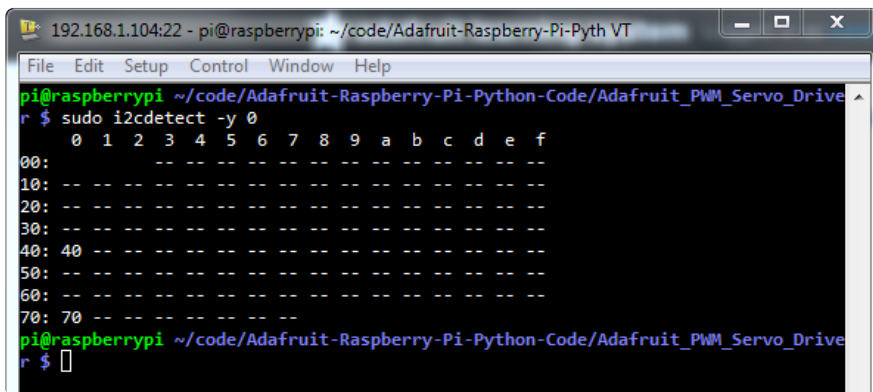 192.168.1.104:22 - pi@raspberrypi: ~/code/Adafruit-Raspberry-Pi-Pyth VT
File Edit Setup Control Window Help
pi@raspberrypi ~/code/Adafruit-Raspberry-Pi-Python-Code/Adafruit_PWM_Servo_Drive
r $ sudo i2cdetect -y 0
     0  1  2  3  4  5  6  7  8  9  a  b  c  d  e  f
00:          -- -- -- -- -- -- -- -- -- -- -- -- --
10: -- -- -- -- -- -- -- -- -- -- -- -- -- -- -- --
20: -- -- -- -- -- -- -- -- -- -- -- -- -- -- -- --
30: -- -- -- -- -- -- -- -- -- -- -- -- -- -- -- --
40: 40 -- -- -- -- -- -- -- -- -- -- -- -- -- -- --
50: -- -- -- -- -- -- -- -- -- -- -- -- -- -- -- --
60: -- -- -- -- -- -- -- -- -- -- -- -- -- -- -- --
70: 70 -- -- -- -- -- -- --
pi@raspberrypi ~/code/Adafruit-Raspberry-Pi-Python-Code/Adafruit_PWM_Servo_Drive
r $